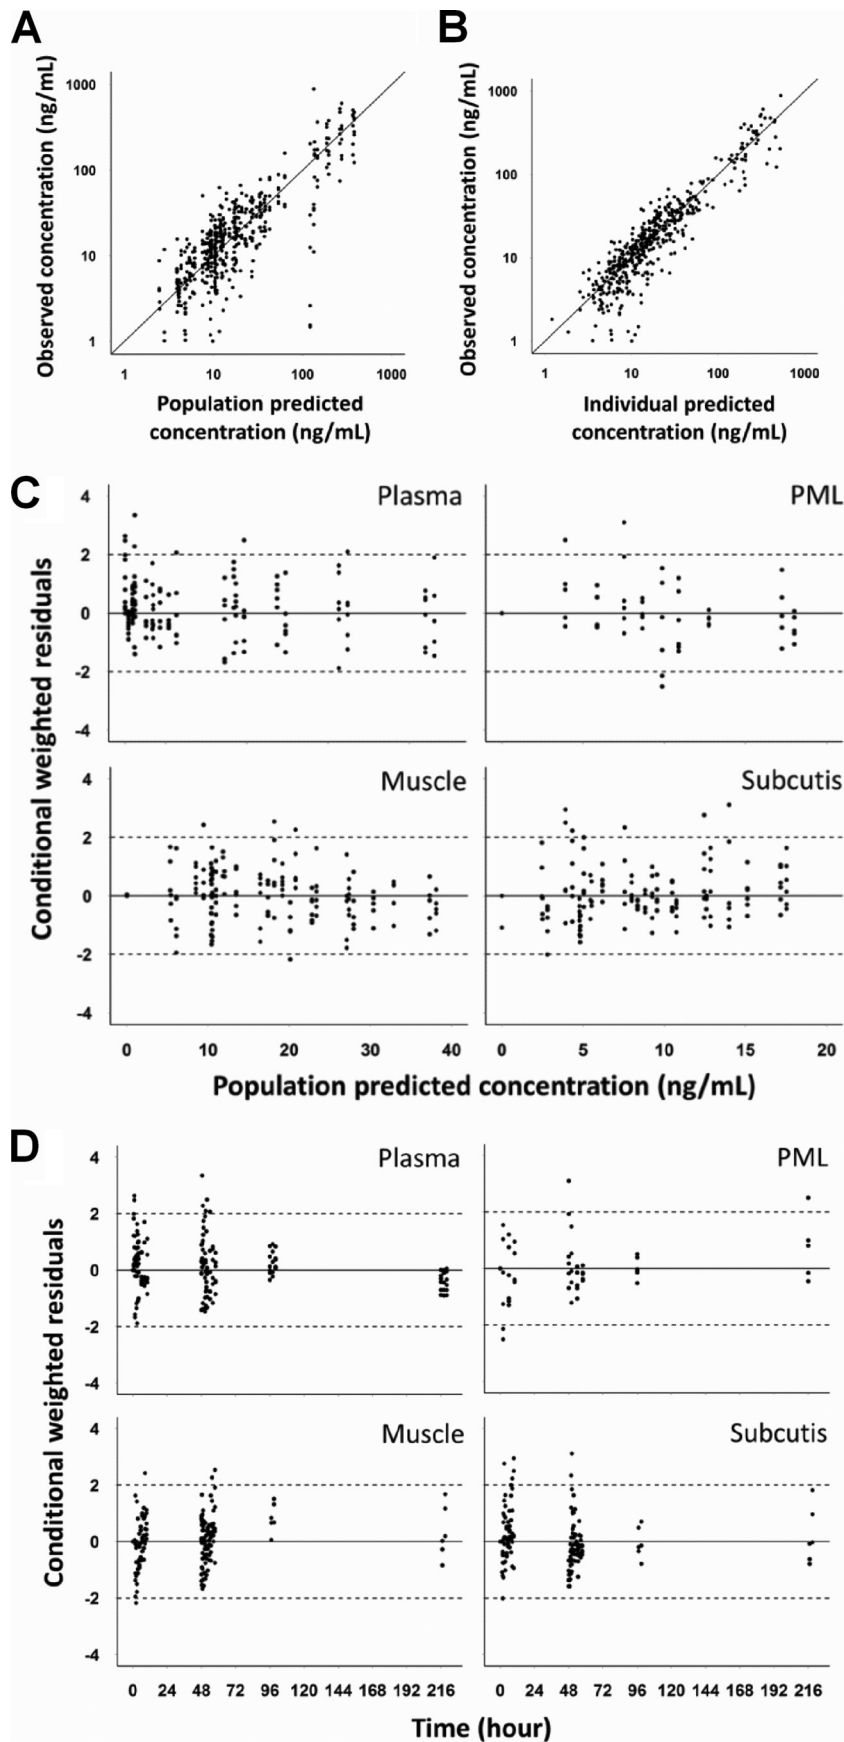 A
B
Observed concentration (ng/mL)
1000
100
10
1
1 10 100 1000
Population predicted
concentration (ng/mL)
Observed concentration (ng/mL)
1000
100
10
1
1 10 100 1000
Individual predicted
concentration (ng/mL)
C
Conditional weighted residuals
Plasma
PML
4
2
0
-2
-4
Muscle
Subcutis
4
2
0
-2
-4
0 10 20 30 40
0 5 10 15 20
Population predicted concentration (ng/mL)
D
Conditional weighted residuals
Plasma
PML
4
2
0
-2
-4
Muscle
Subcutis
4
2
0
-2
-4
0 24 48 72 96 120 144 168 192 216
0 24 48 72 96 120 144 168 192 216
Time (hour)